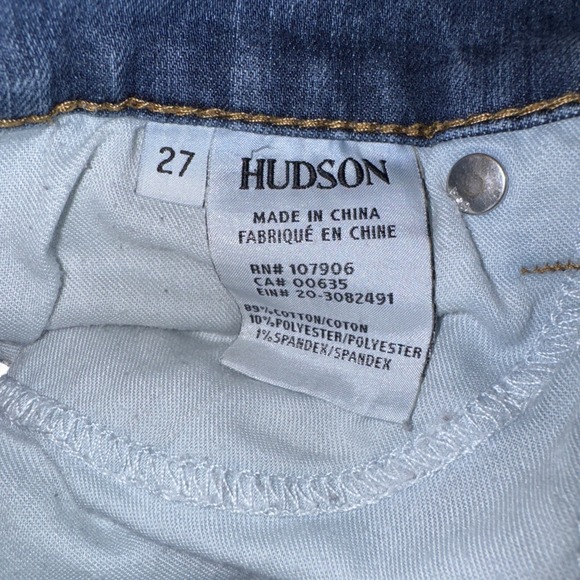 27
HUDSON
MADE IN CHINA
FABRIQUÉ EN CHINE
RN# 107906
CA# 00635
EIN# 20-3082491
89%COTTON/COTON
10%POLYESTER/POLYESTER
1%SPANDEX/SPANDEX